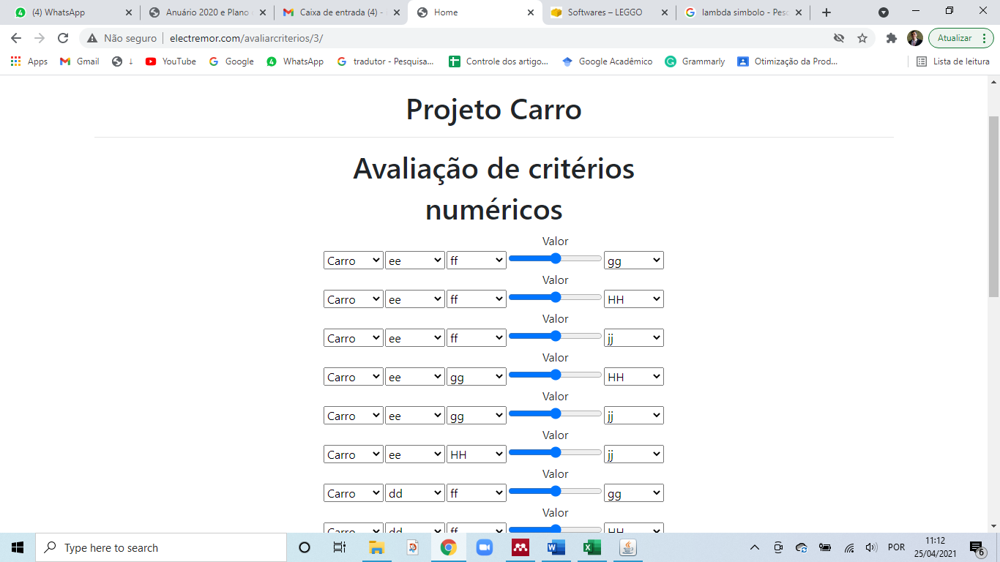 (4) WhatsApp
Anuário 2020 e Plano
Caixa de entrada (4) -
Home
Softwares – LEGGO
lambda simbolo - Pesq
Não seguro
electremor.com/avaliarcriterios/3/
Atualizar
Apps
Gmail
↓
YouTube
Google
WhatsApp
tradutor - Pesquisa...
Controle dos artigo...
Google Acadêmico
Grammarly
Otimização da Prod...
Lista de leitura
Projeto Carro
Avaliação de critérios
numéricos
Valor
Carro ee ff gg
Valor
Carro ee ff HH
Valor
Carro ee ff jj
Valor
Carro ee gg HH
Valor
Carro ee gg jj
Valor
Carro ee HH jj
Valor
Carro dd ff gg
Valor
Carro dd ff HH
Type here to search
POR
11:12
25/04/2021
6